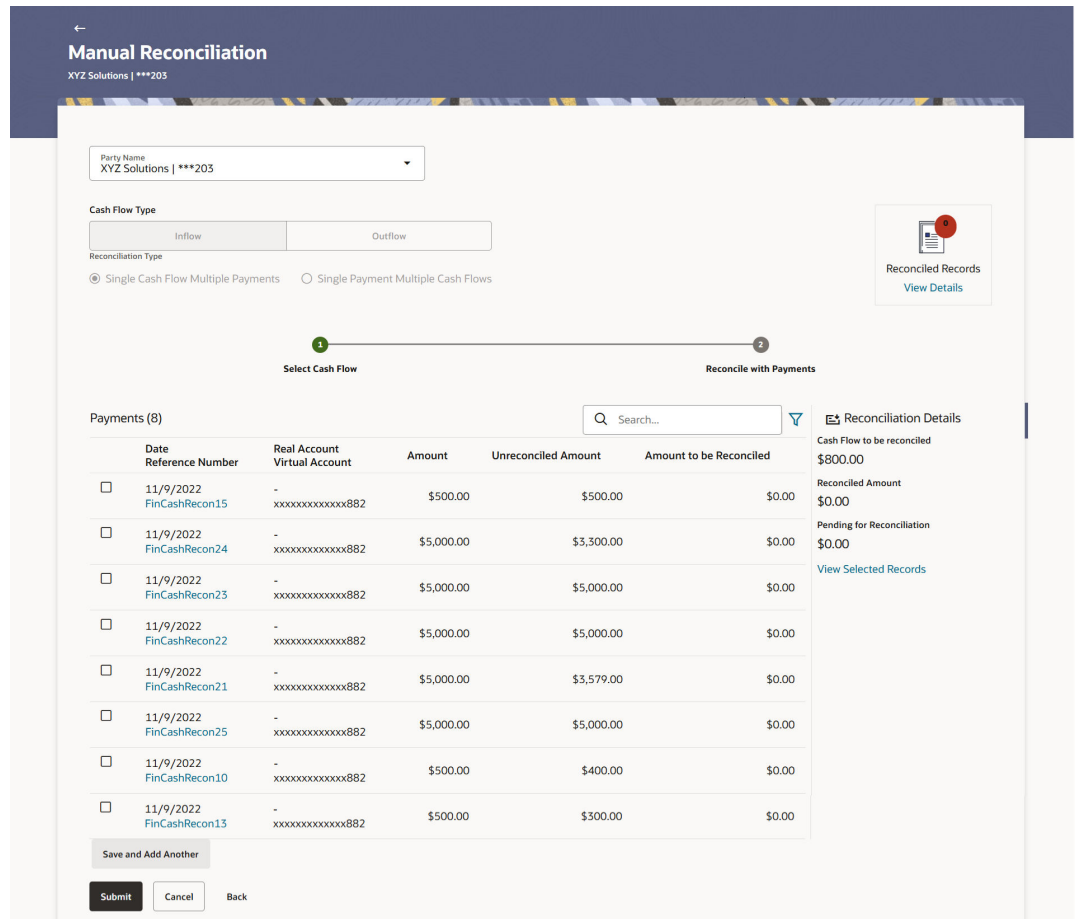 ←
Manual Reconciliation
XYZ Solutions | ***203
Party Name
XYZ Solutions | ***203
Cash Flow Type
Inflow Outflow
Reconciliation Type
Single Cash Flow Multiple Payments Single Payment Multiple Cash Flows
0
Reconciled Records
View Details
1 2
Select Cash Flow Reconcile with Payments
Payments (8) Search...
Date Real Account Amount Unreconciled Amount Amount to be Reconciled
Reference Number Virtual Account
11/9/2022 -
FinCashRecon15 xxxxxxxxxxxxx882 $500.00 $500.00 $0.00
11/9/2022 -
FinCashRecon24 xxxxxxxxxxxxx882 $5,000.00 $3,300.00 $0.00
11/9/2022 -
FinCashRecon23 xxxxxxxxxxxxx882 $5,000.00 $5,000.00 $0.00
11/9/2022 -
FinCashRecon22 xxxxxxxxxxxxx882 $5,000.00 $5,000.00 $0.00
11/9/2022 -
FinCashRecon21 xxxxxxxxxxxxx882 $5,000.00 $3,579.00 $0.00
11/9/2022 -
FinCashRecon25 xxxxxxxxxxxxx882 $5,000.00 $5,000.00 $0.00
11/9/2022 -
FinCashRecon10 xxxxxxxxxxxxx882 $500.00 $400.00 $0.00
11/9/2022 -
FinCashRecon13 xxxxxxxxxxxxx882 $500.00 $300.00 $0.00
Reconciliation Details
Cash Flow to be reconciled
$800.00
Reconciled Amount
$0.00
Pending for Reconciliation
$0.00
View Selected Records
Save and Add Another
Submit Cancel Back